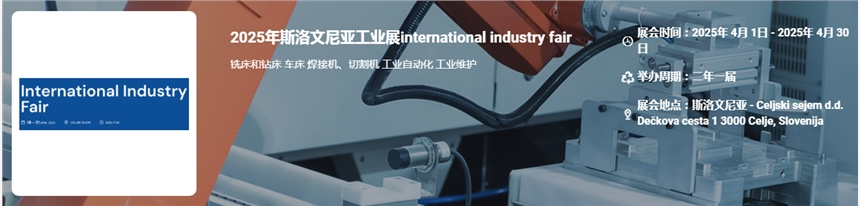 International Industry
Fair
2025年斯洛文尼亚工业展international industry fair
铣床和钻床 车床 焊接机、切割机 工业自动化 工业维护
展会时间：2025年 4月 1日 - 2025年 4月 30
日
举办周期：二年一届
展会地点：斯洛文尼亚 - Celjski sejem d.d.
Dečkova cesta 1 3000 Celje, Slovenija